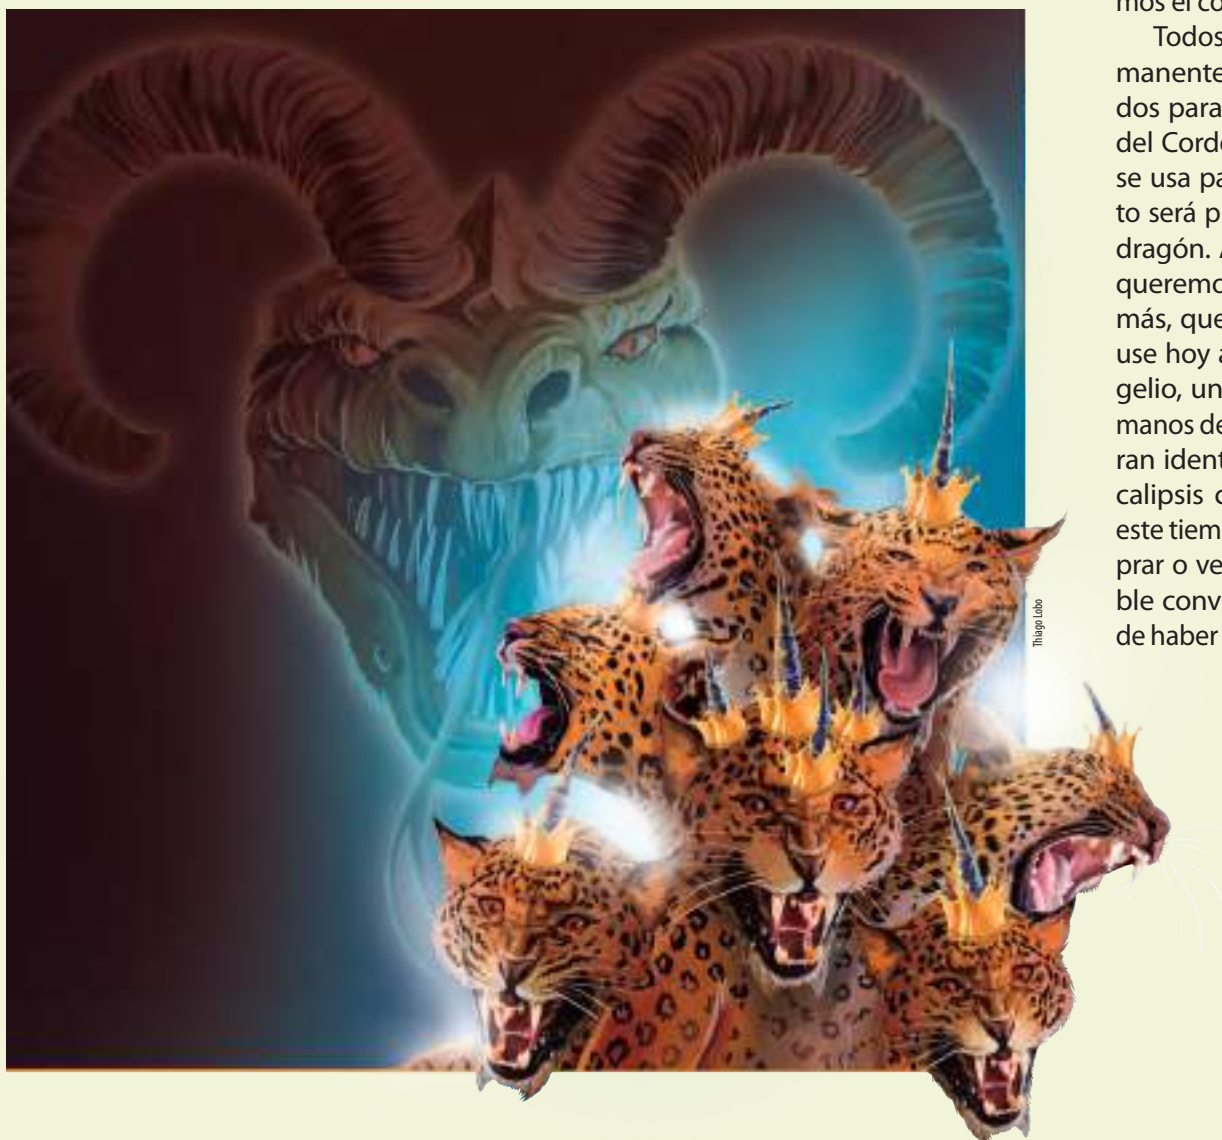 mos el co
Todos
manente
dos para
del Corde
se usa pa
to será p
dragón. A
queremo
más, que
use hoy a
gelio, un
manos de
ran ident
calipsis c
este tiem
prar o ve
ble conv
de haber
Thiago Lobo